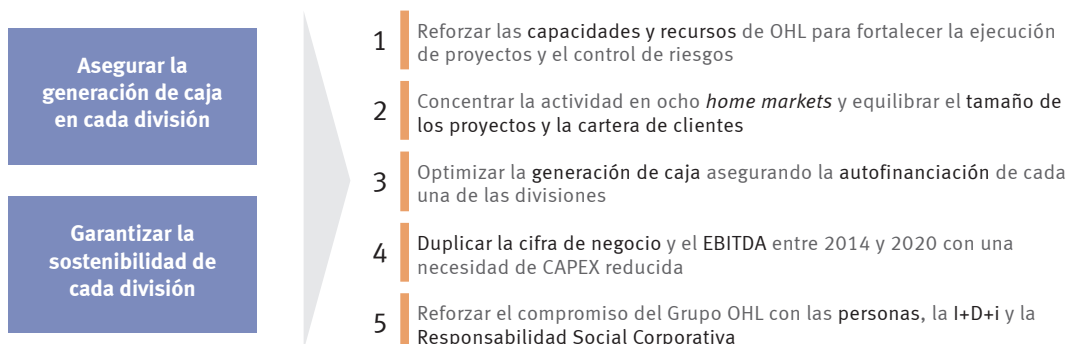 Asegurar la
generación de caja
en cada división
Garantizar la
sostenibilidad de
cada división
1
Reforzar las capacidades y recursos de OHL para fortalecer la ejecución
de proyectos y el control de riesgos
2
Concentrar la actividad en ocho home markets y equilibrar el tamaño de
los proyectos y la cartera de clientes
3
Optimizar la generación de caja asegurando la autofinanciación de cada
una de las divisiones
4
Duplicar la cifra de negocio y el EBITDA entre 2014 y 2020 con una
necesidad de CAPEX reducida
5
Reforzar el compromiso del Grupo OHL con las personas, la I+D+i y la
Responsabilidad Social Corporativa